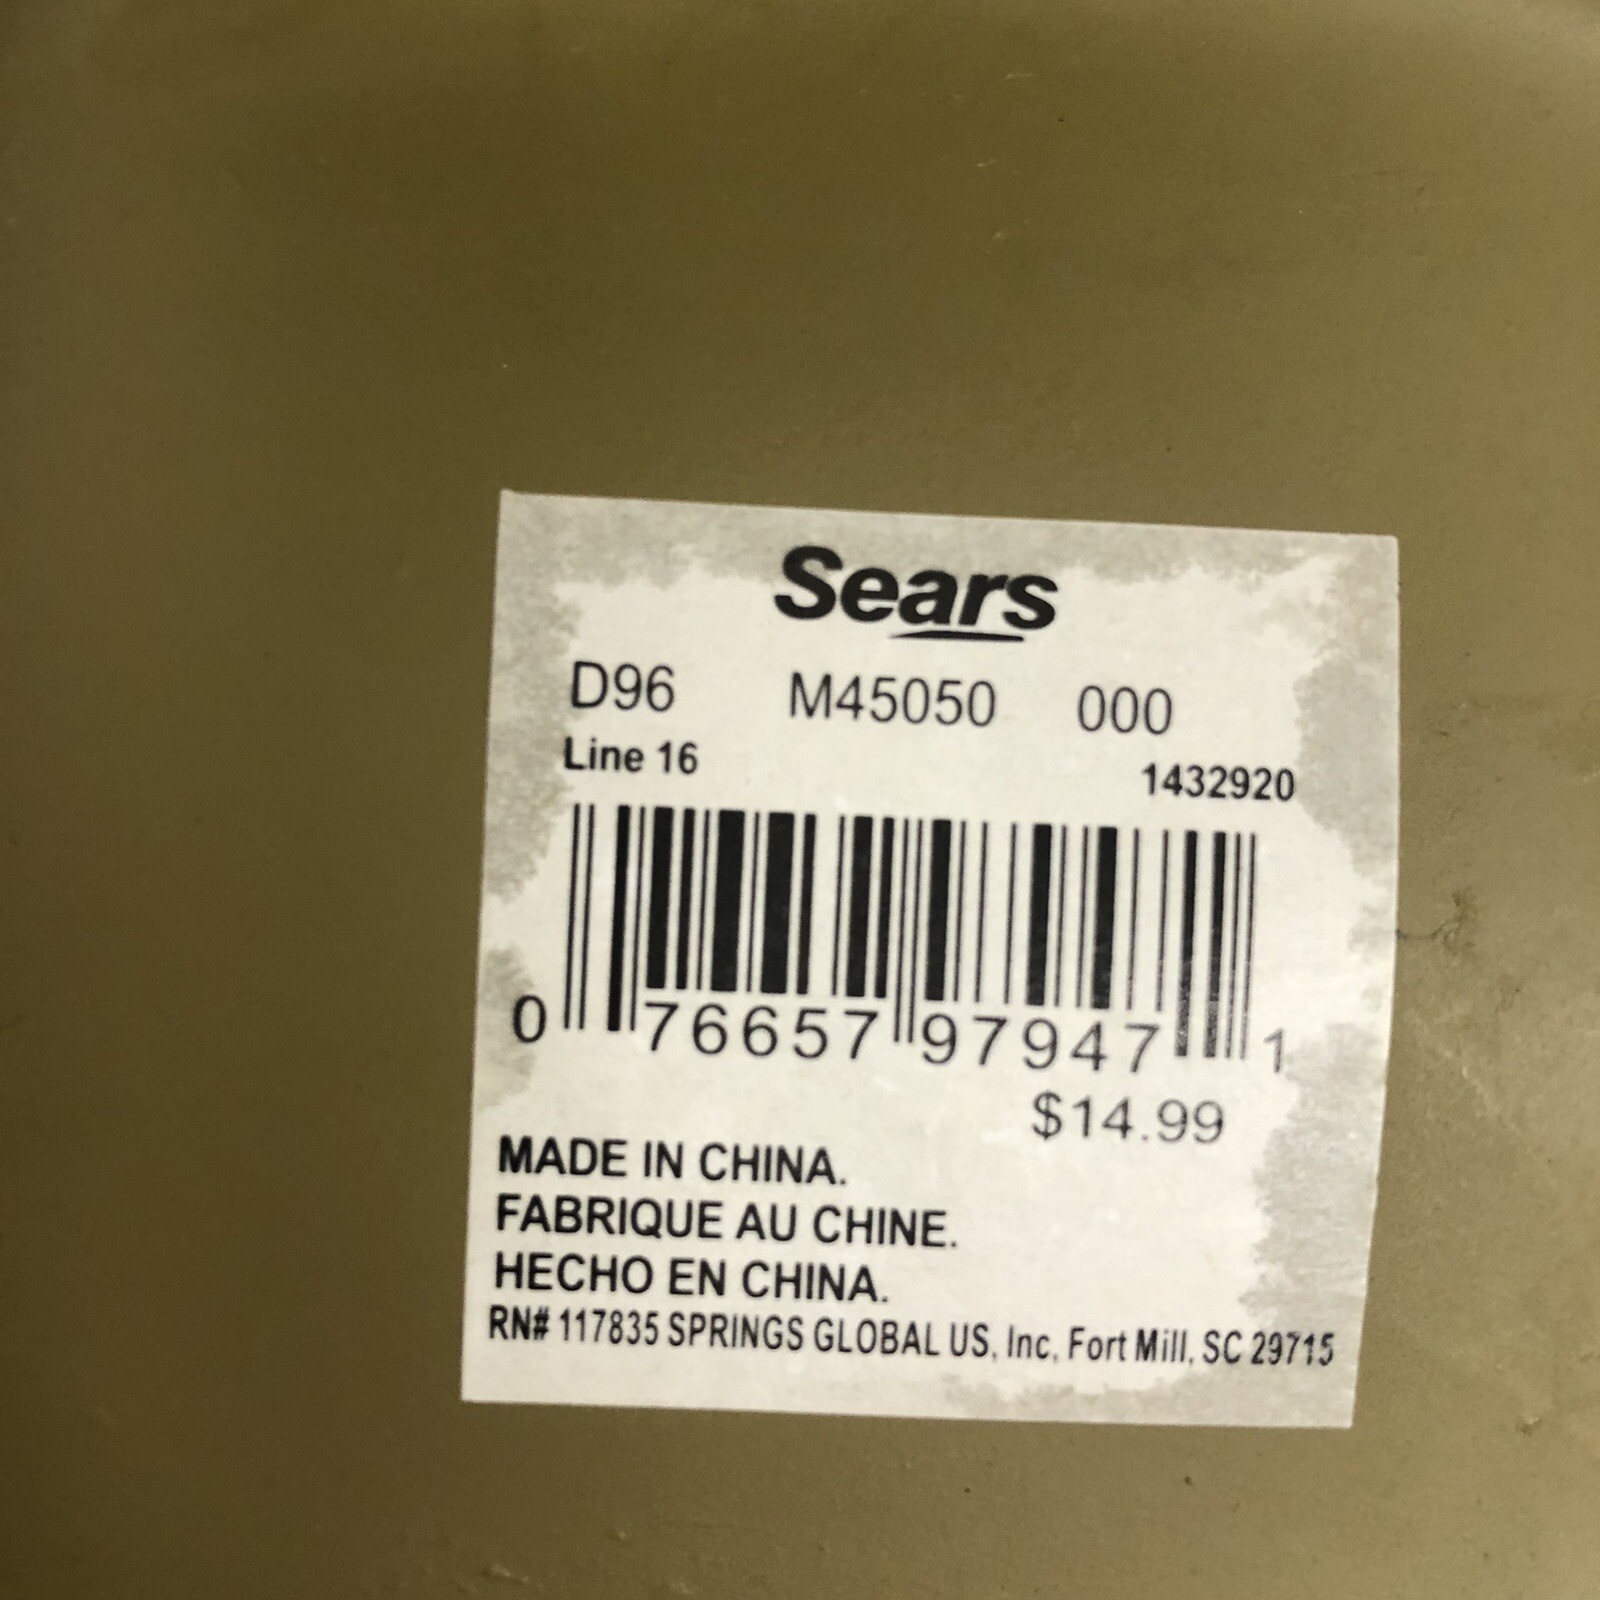 Sears
D96 M45050 000
Line 16 1432920
0 76657 97947 1
$14.99
MADE IN CHINA.
FABRIQUE AU CHINE.
HECHO EN CHINA.
RN# 117835 SPRINGS GLOBAL US, Inc. Fort Mill, SC 29715